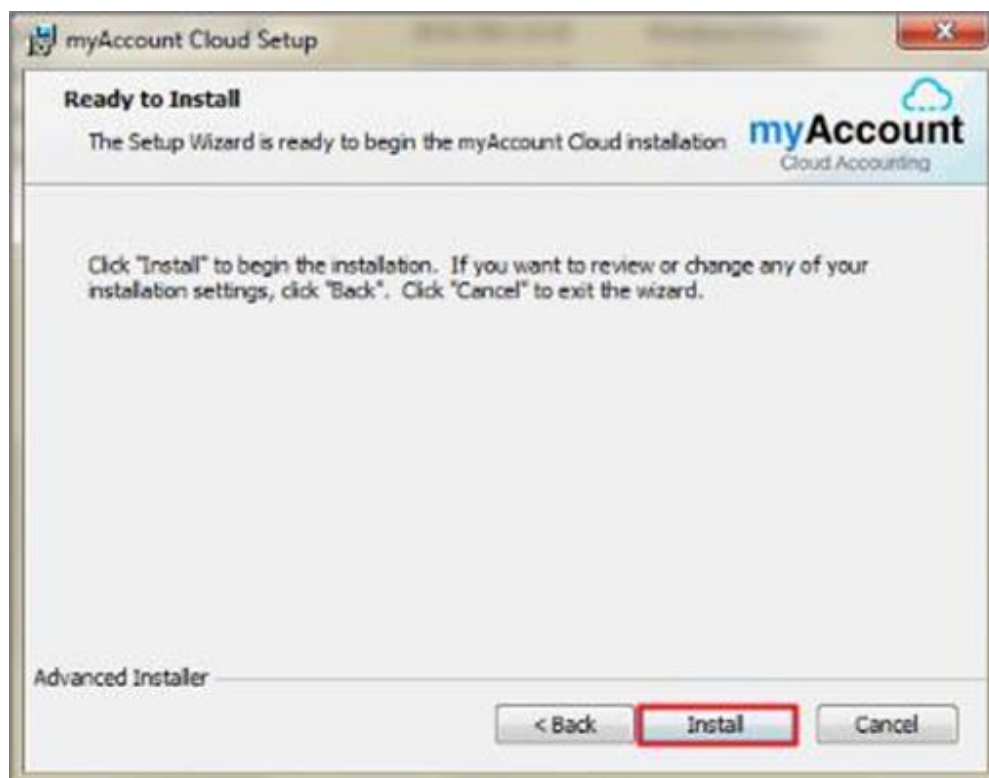 myAccount Cloud Setup
Ready to Install
The Setup Wizard is ready to begin the myAccount Cloud installation
myAccount
Cloud Accounting
Click "Install" to begin the installation. If you want to review or change any of your
installation settings, click "Back". Click "Cancel" to exit the wizard.
Advanced Installer
< Back Install Cancel